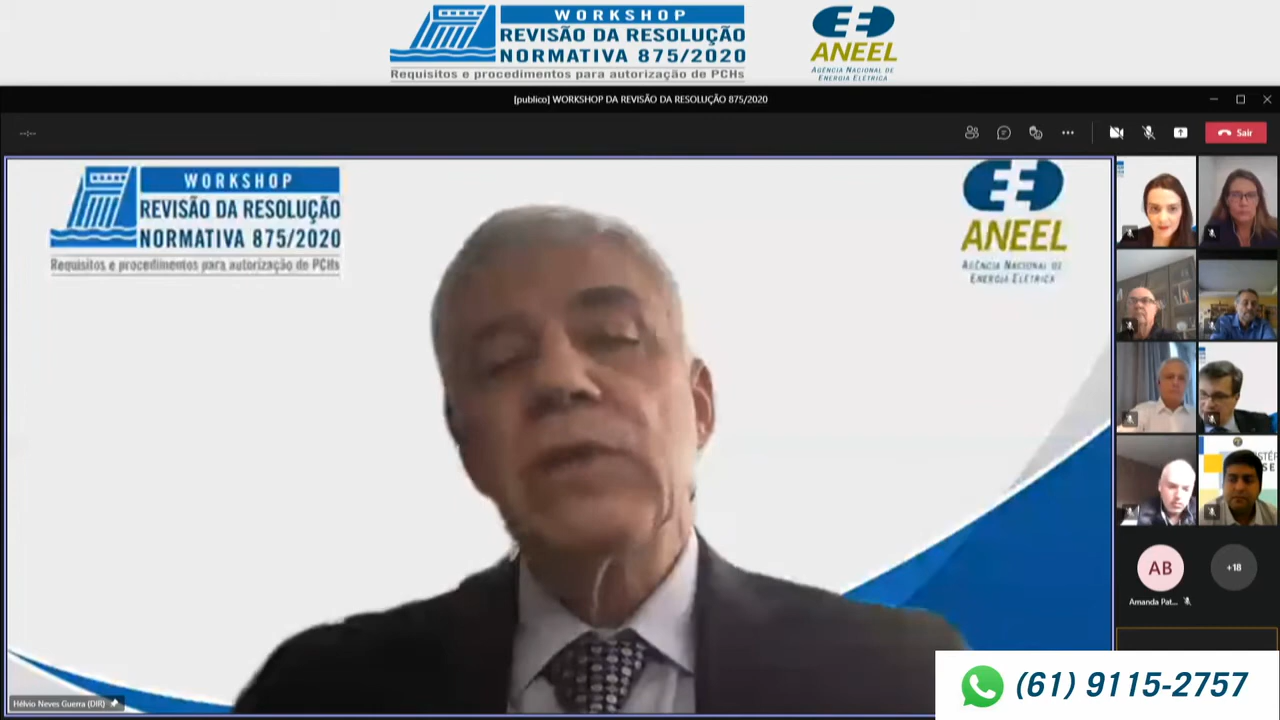 WORKSHOP
REVISÃO DA RESOLUÇÃO
NORMATIVA 875/2020
Requisitos e procedimentos para autorização de PCHs
ANEEL
AGÊNCIA NACIONAL DE
ENERGIA ELÉTRICA
[publico] WORKSHOP DA REVISÃO DA RESOLUÇÃO 875/2020
--:--
Sair
WORKSHOP
REVISÃO DA RESOLUÇÃO
NORMATIVA 875/2020
Requisitos e procedimentos para autorização de PCHs
ANEEL
AGÊNCIA NACIONAL DE
ENERGIA ELÉTRICA
AB
+18
Amanda Pat...
Hélvio Neves Guerra (DIR)
(61) 9115-2757